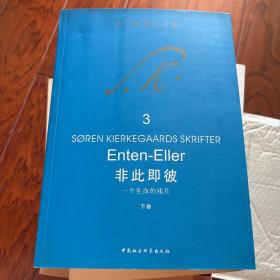 3
SØREN KIERKEGAARDS SKRIFTER
Enten-Eller
非此即彼
一个生命的残片
下卷
中国社会科学出版社